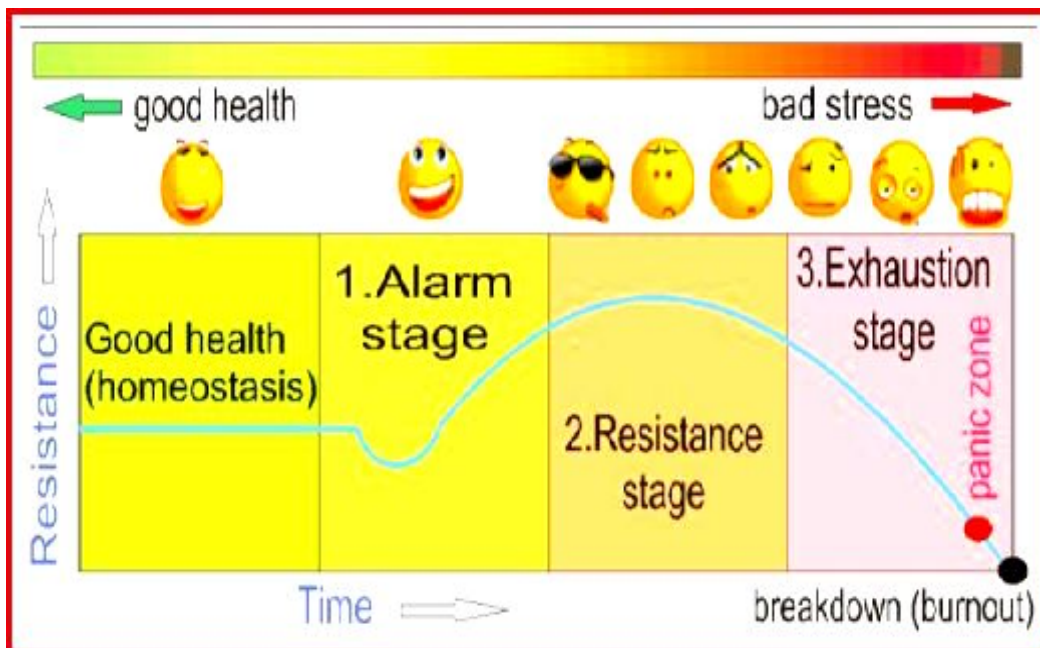 good health
bad stress
Resistance
Good health
(homeostasis)
1.Alarm
stage
2.Resistance
stage
3.Exhaustion
stage
panic zone
Time
breakdown (burnout)